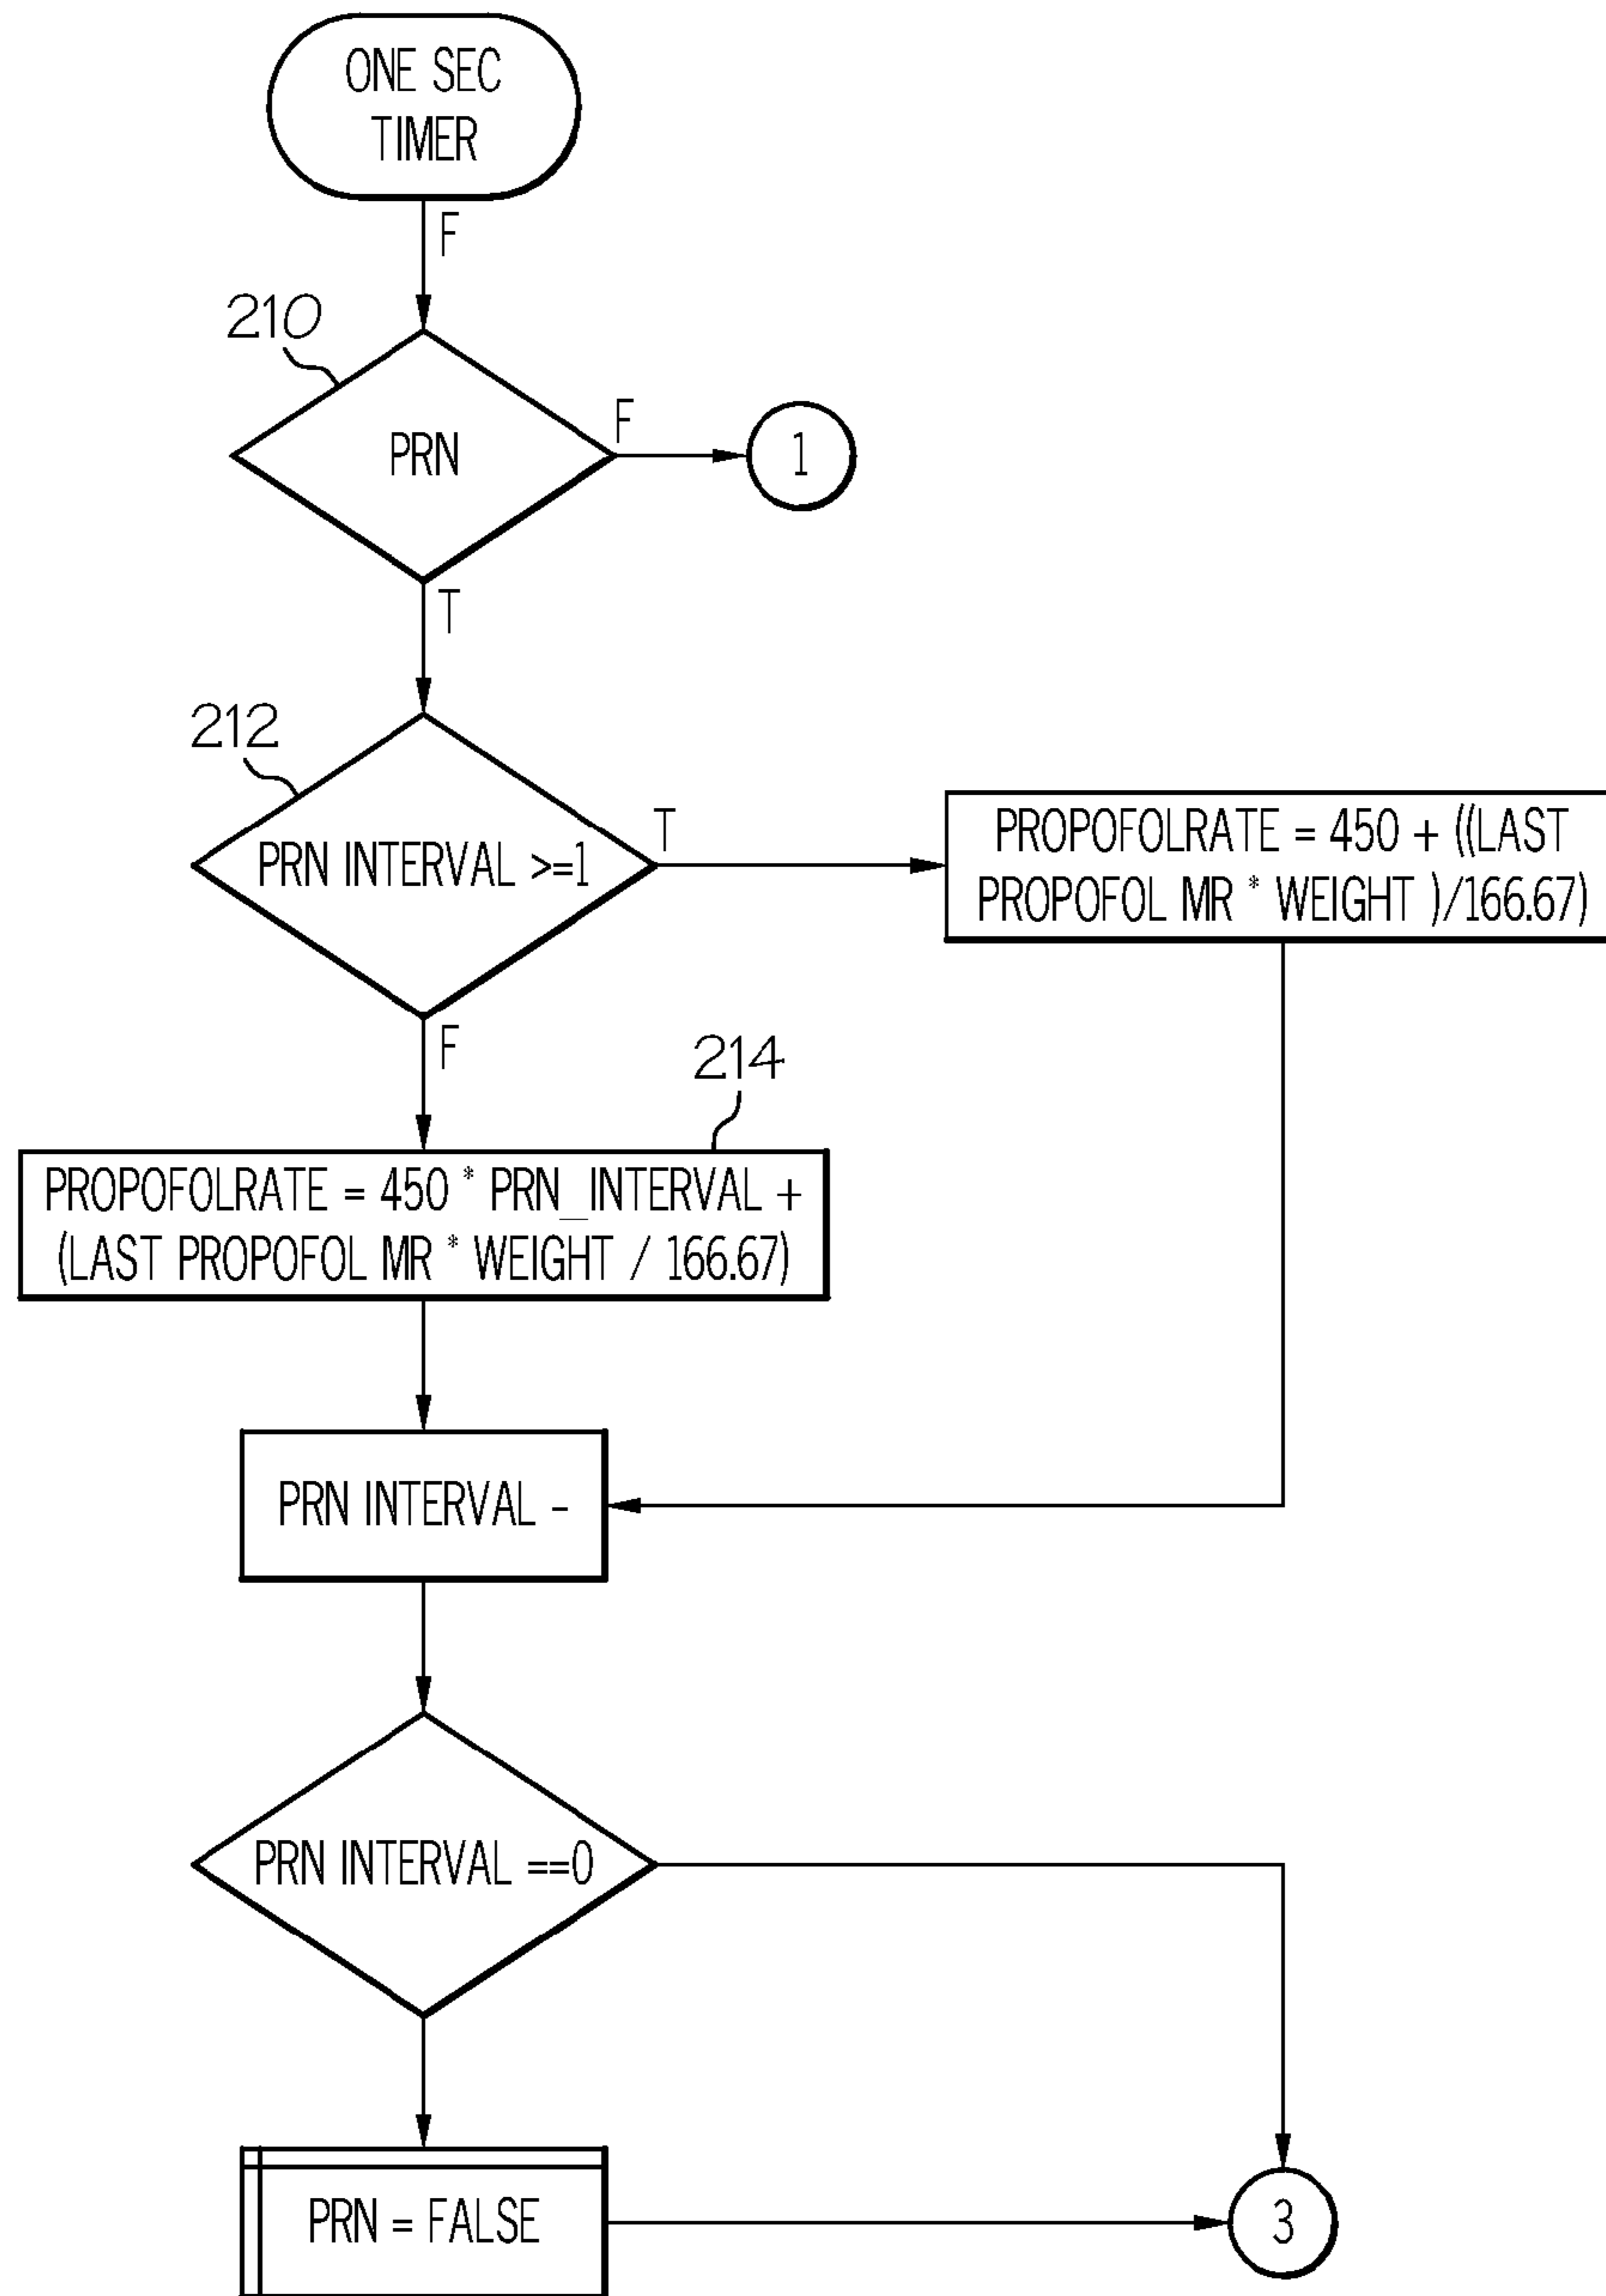 ONE SEC
TIMER
F
210
PRN
F
1
T
212
PRN INTERVAL >=1
T
PROPOFOLRATE = 450 + ((LAST
PROPOFOL MR * WEIGHT )/166.67)
F
214
PROPOFOLRATE = 450 * PRN_INTERVAL +
(LAST PROPOFOL MR * WEIGHT / 166.67)
PRN INTERVAL -
PRN INTERVAL ==0
PRN = FALSE
3